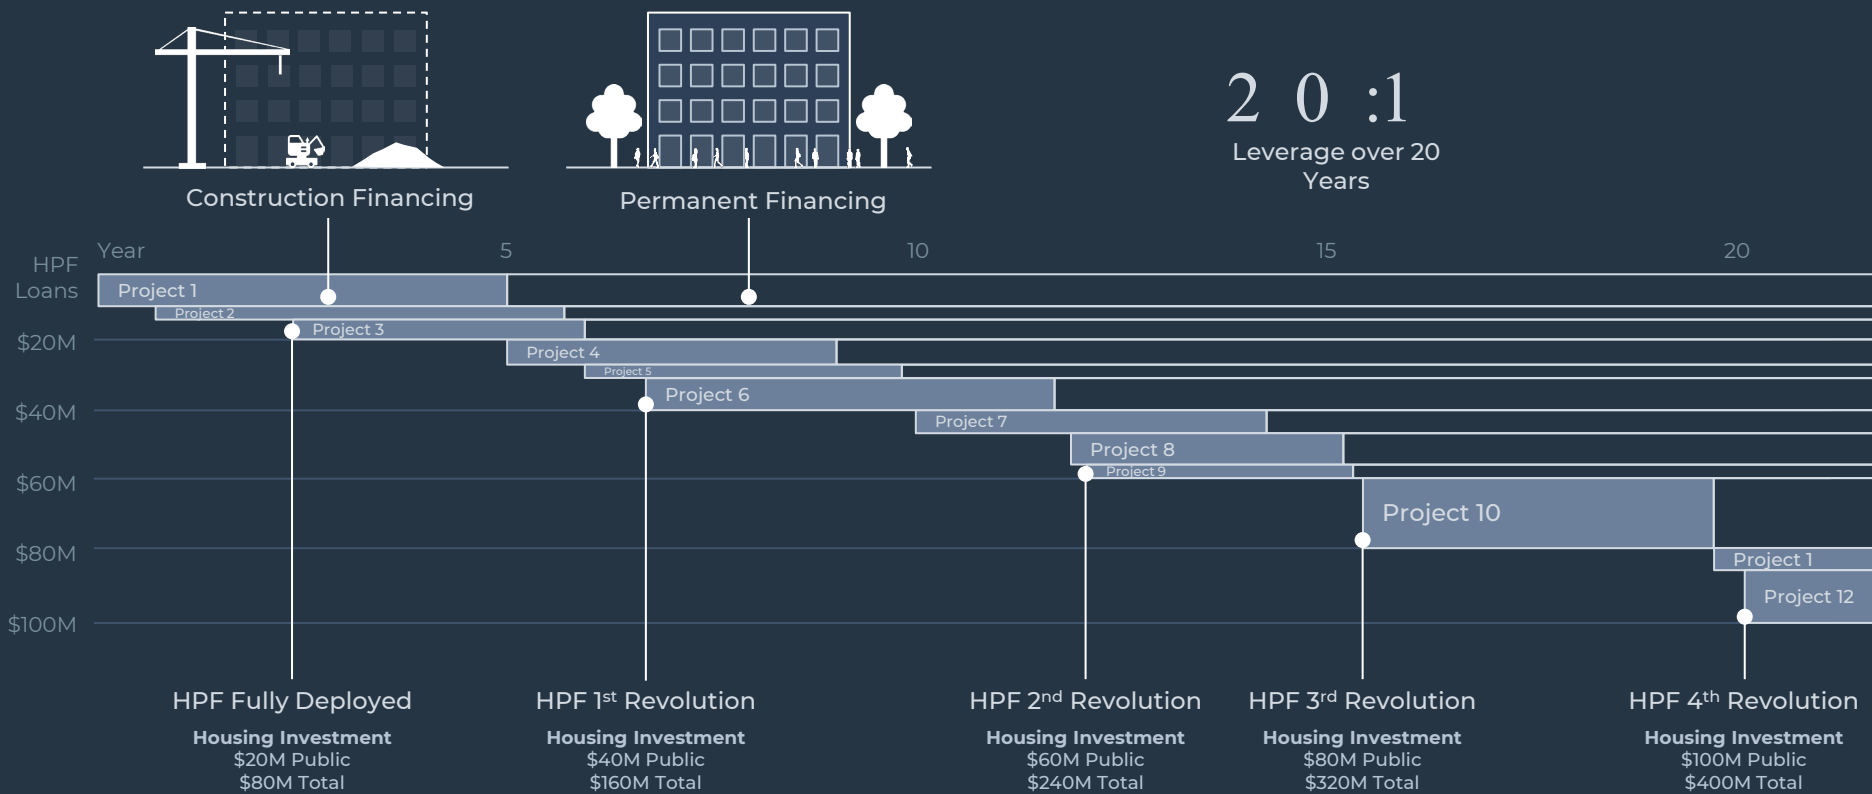 2 0 :1
Leverage over 20
Years
Construction Financing
Permanent Financing
Year 5 10 15 20
HPF
Loans
Project 1
Project 2
Project 3
$20M
Project 4
Project 5
Project 6
$40M
Project 7
Project 8
Project 9
$60M
Project 10
$80M
Project 1
Project 12
$100M
HPF Fully Deployed
Housing Investment
$20M Public
$80M Total
HPF 1st Revolution
Housing Investment
$40M Public
$160M Total
HPF 2nd Revolution
Housing Investment
$60M Public
$240M Total
HPF 3rd Revolution
Housing Investment
$80M Public
$320M Total
HPF 4th Revolution
Housing Investment
$100M Public
$400M Total